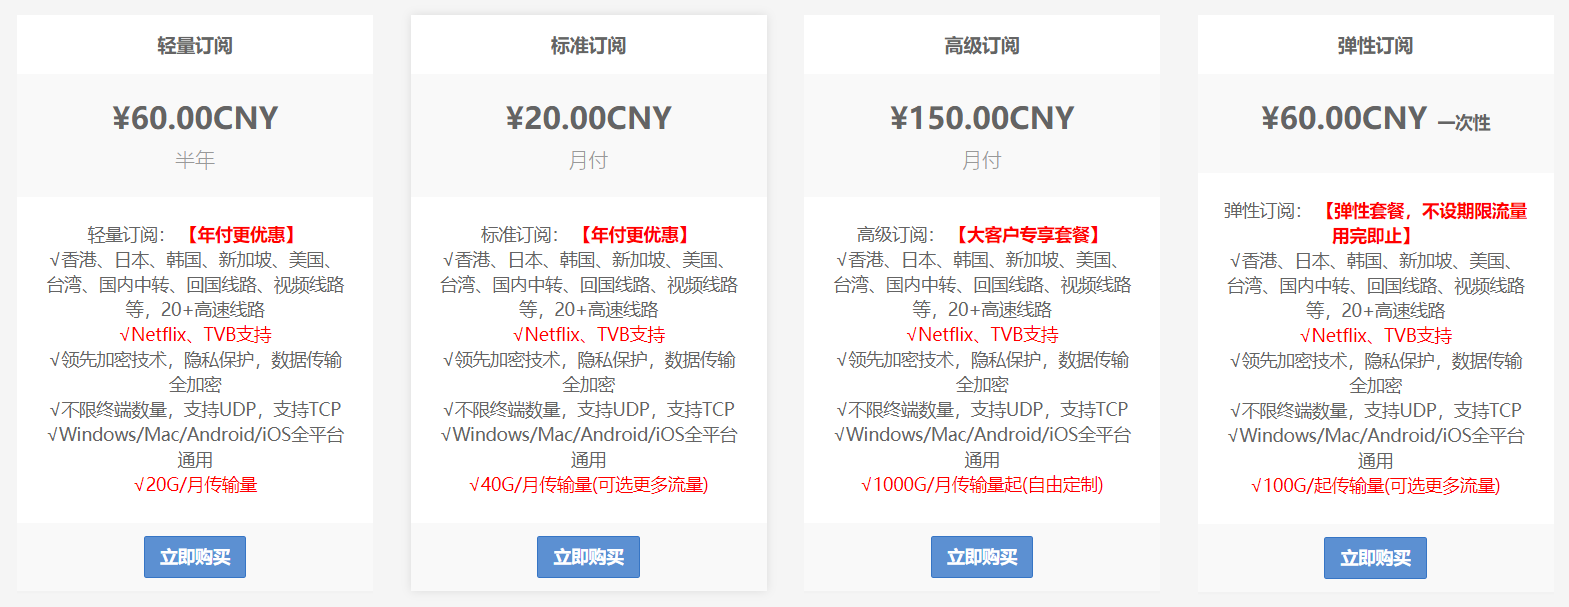 轻量订阅
¥60.00CNY
半年
轻量订阅： 【年付更优惠】
√香港、日本、韩国、新加坡、美国、
台湾、国内中转、回国线路、视频线路
等，20+高速线路
√Netflix、TVB支持
√领先加密技术，隐私保护，数据传输
全加密
√不限终端数量，支持UDP，支持TCP
√Windows/Mac/Android/iOS全平台
通用
√20G/月传输量
立即购买
标准订阅
¥20.00CNY
月付
标准订阅： 【年付更优惠】
√香港、日本、韩国、新加坡、美国、
台湾、国内中转、回国线路、视频线路
等，20+高速线路
√Netflix、TVB支持
√领先加密技术，隐私保护，数据传输
全加密
√不限终端数量，支持UDP，支持TCP
√Windows/Mac/Android/iOS全平台
通用
√40G/月传输量(可选更多流量)
立即购买
高级订阅
¥150.00CNY
月付
高级订阅： 【大客户专享套餐】
√香港、日本、韩国、新加坡、美国、
台湾、国内中转、回国线路、视频线路
等，20+高速线路
√Netflix、TVB支持
√领先加密技术，隐私保护，数据传输
全加密
√不限终端数量，支持UDP，支持TCP
√Windows/Mac/Android/iOS全平台
通用
√1000G/月传输量起(自由定制)
立即购买
弹性订阅
¥60.00CNY 一次性
弹性订阅： 【弹性套餐，不设期限流量
用完即止】
√香港、日本、韩国、新加坡、美国、
台湾、国内中转、回国线路、视频线路
等，20+高速线路
√Netflix、TVB支持
√领先加密技术，隐私保护，数据传输
全加密
√不限终端数量，支持UDP，支持TCP
√Windows/Mac/Android/iOS全平台
通用
√100G/起传输量(可选更多流量)
立即购买